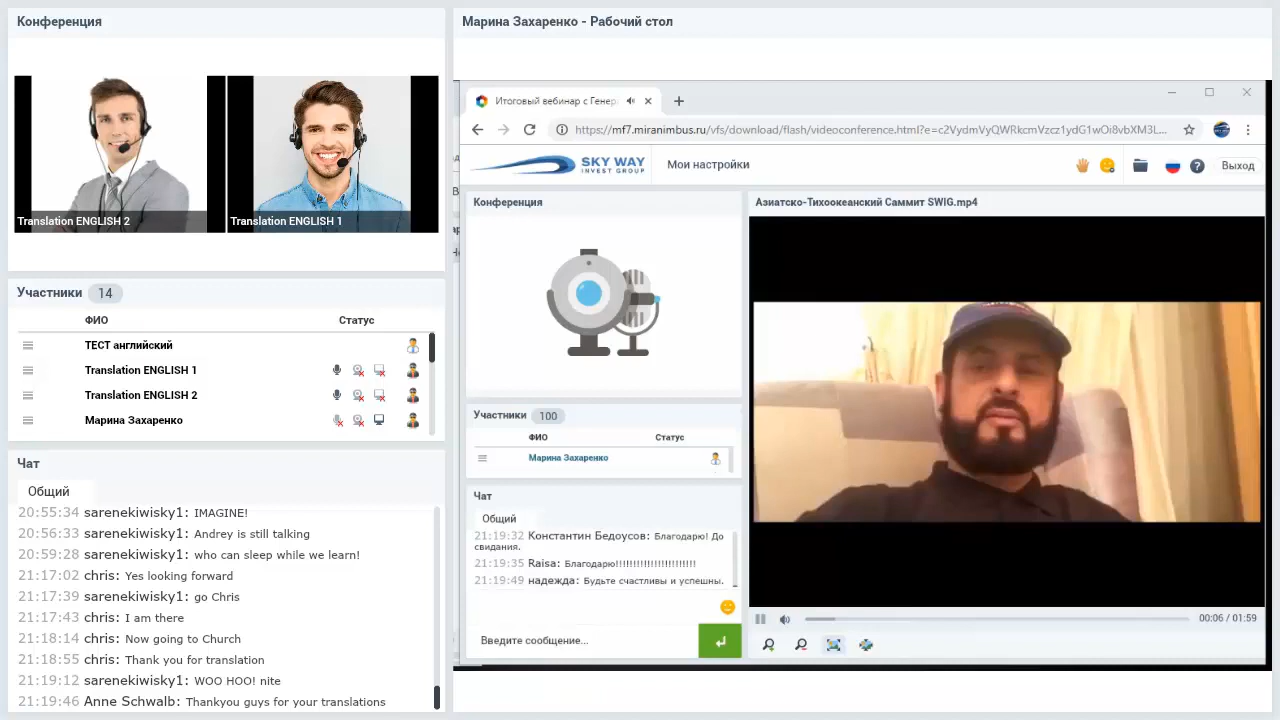 Конференция
Translation ENGLISH 2
Translation ENGLISH 1
Участники 14
ФИО Статус
ТЕСТ английский
Translation ENGLISH 1
Translation ENGLISH 2
Марина Захаренко
Чат
Общий
20:55:34 sarenekiwisky1: IMAGINE!
20:56:33 sarenekiwisky1: Andrey is still talking
20:59:28 sarenekiwisky1: who can sleep while we learn!
21:17:02 chris: Yes looking forward
21:17:39 sarenekiwisky1: go Chris
21:17:43 chris: I am there
21:18:14 chris: Now going to Church
21:18:55 chris: Thank you for translation
21:19:12 sarenekiwisky1: WOO HOO! nite
21:19:46 Anne Schwalb: Thankyou guys for your translations
Марина Захаренко - Рабочий стол
Итоговый вебинар с Генер
https://mf7.miranimbus.ru/vfs/download/flash/videoconference.html?e=c2VydmVyQWRkcmVzcz1ydG1wOi8vbXM3L...
SKY WAY
INVEST GROUP
Мои настройки
Выход
Конференция
Участники 100
ФИО Статус
Марина Захаренко
Чат
Общий
21:19:32 Константин Бедоусов: Благодарю! До
свидания.
21:19:35 Raisa: Благодарю!!!!!!!!!!!!!!!!!!!!!!!
21:19:49 надежда: Будьте счастливы и успешны.
Введите сообщение...
Азиатско-Тихоокеанский Саммит SWIG.mp4
00:06 / 01:59